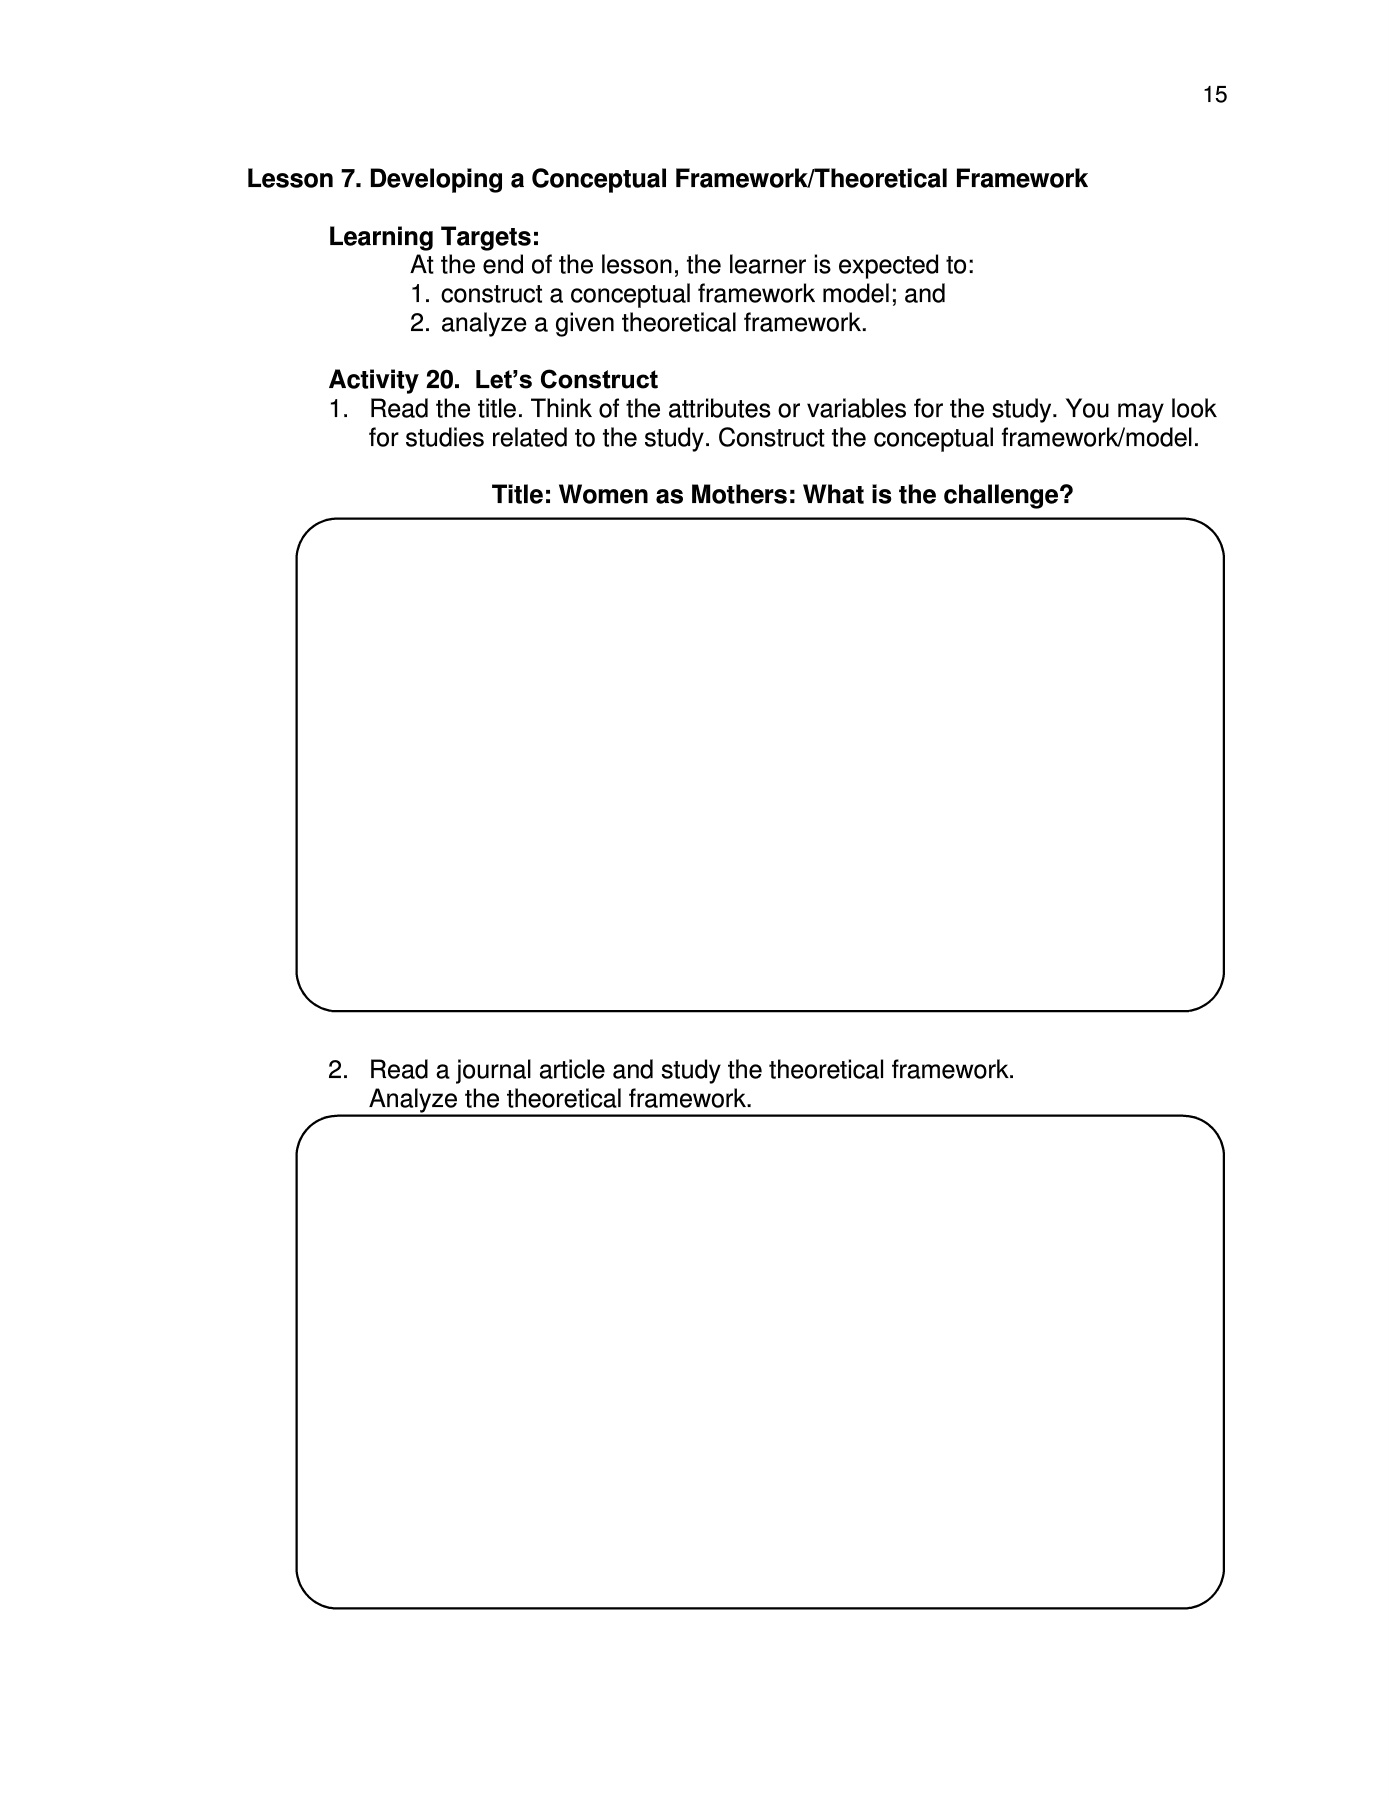 15
Lesson 7. Developing a Conceptual Framework/Theoretical Framework
Learning Targets:
At the end of the lesson, the learner is expected to:
1. construct a conceptual framework model; and
2. analyze a given theoretical framework.
Activity 20.  Let’s Construct
1. Read the title. Think of the attributes or variables for the study. You may look
for studies related to the study. Construct the conceptual framework/model.
Title: Women as Mothers: What is the challenge?
2. Read a journal article and study the theoretical framework.
Analyze the theoretical framework.